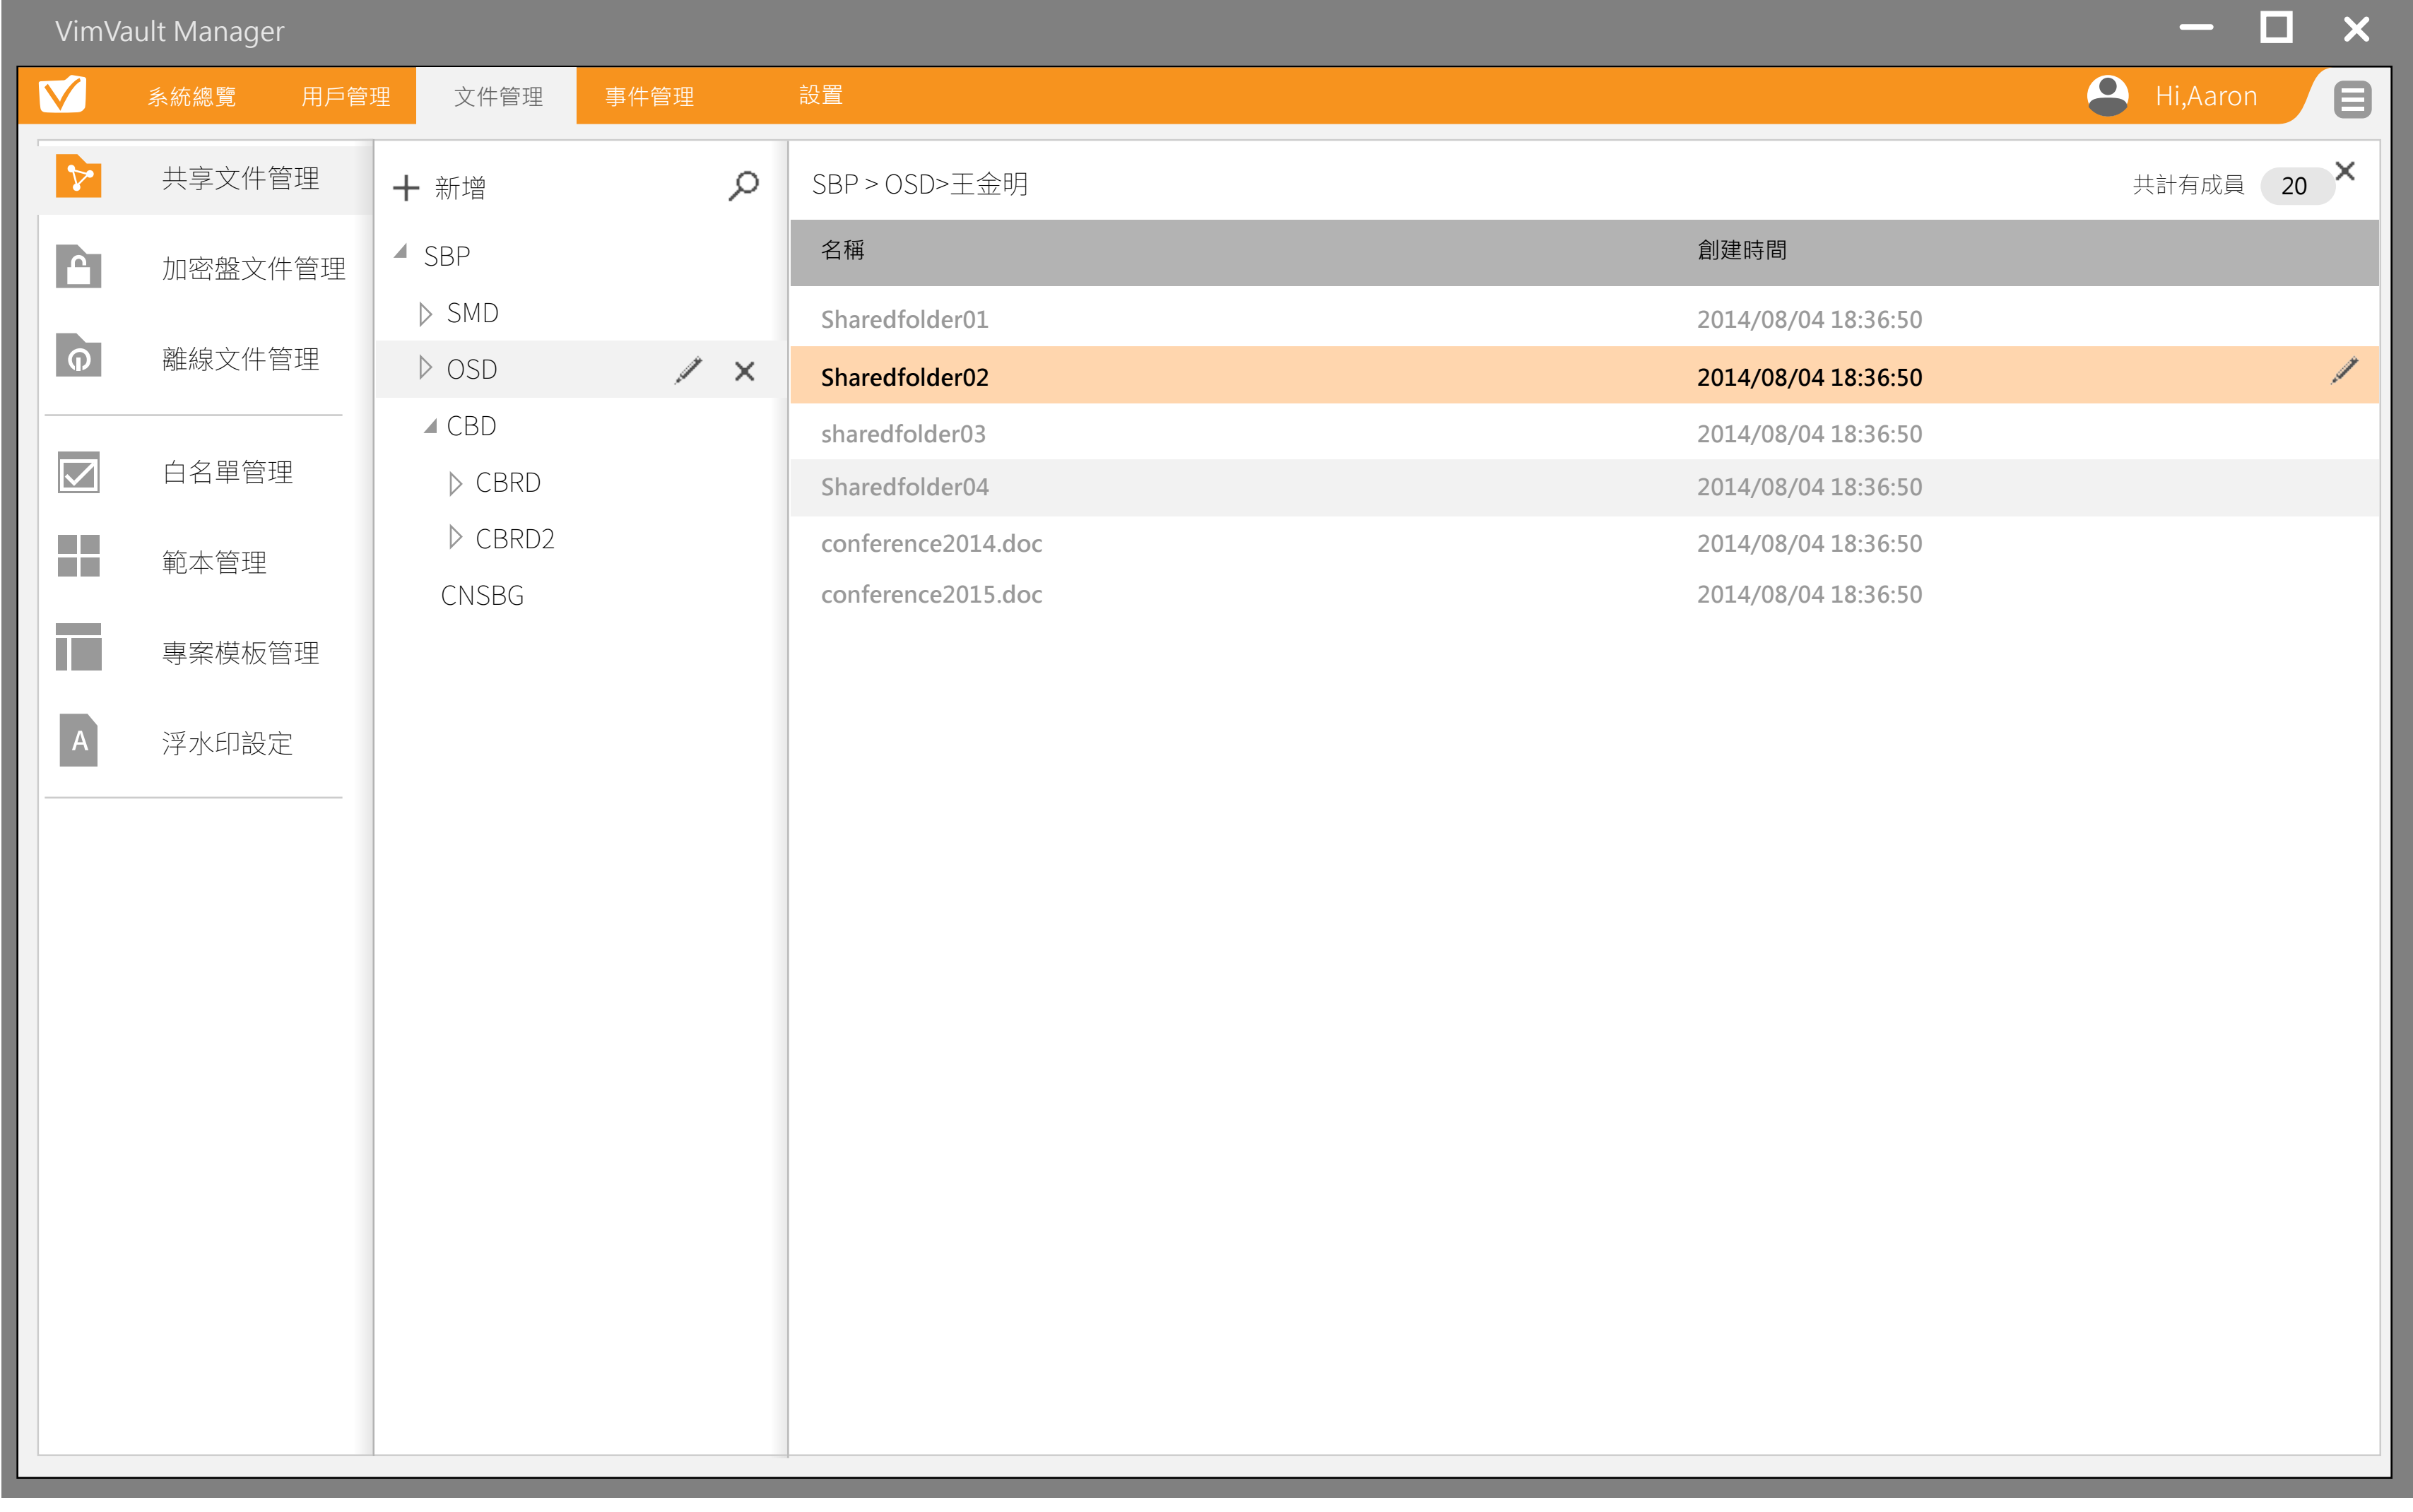 VimVault Manager
系統總覽 用戶管理 文件管理 事件管理 設置 Hi,Aaron
共享文件管理
加密盤文件管理
離線文件管理
白名單管理
範本管理
專案模板管理
A 浮水印設定
新增
SBP
SMD
OSD
CBD
CBRD
CBRD2
CNSBG
SBP > OSD>王金明 共計有成員 20
名稱 創建時間
Sharedfolder01 2014/08/04 18:36:50
Sharedfolder02 2014/08/04 18:36:50
sharedfolder03 2014/08/04 18:36:50
Sharedfolder04 2014/08/04 18:36:50
conference2014.doc 2014/08/04 18:36:50
conference2015.doc 2014/08/04 18:36:50